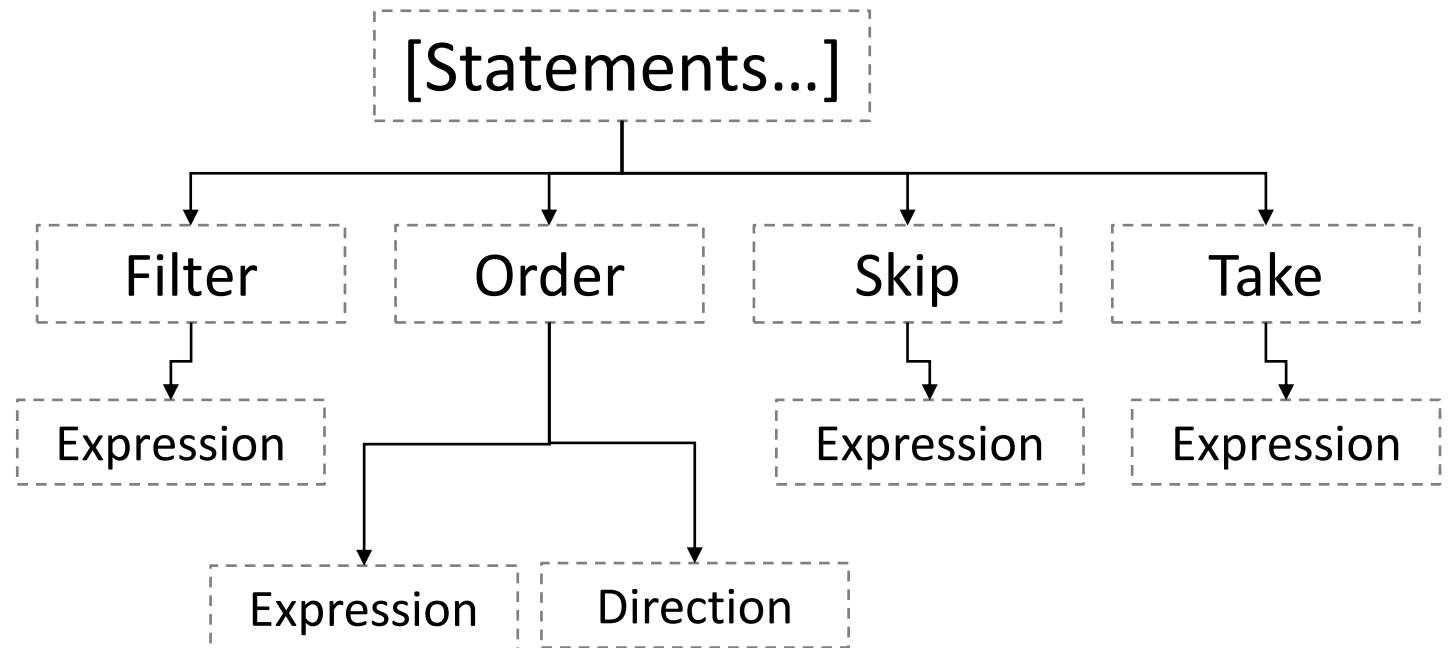 [Statements…]
Filter
Order
Skip
Take
Expression
Expression
Expression
Expression
Direction